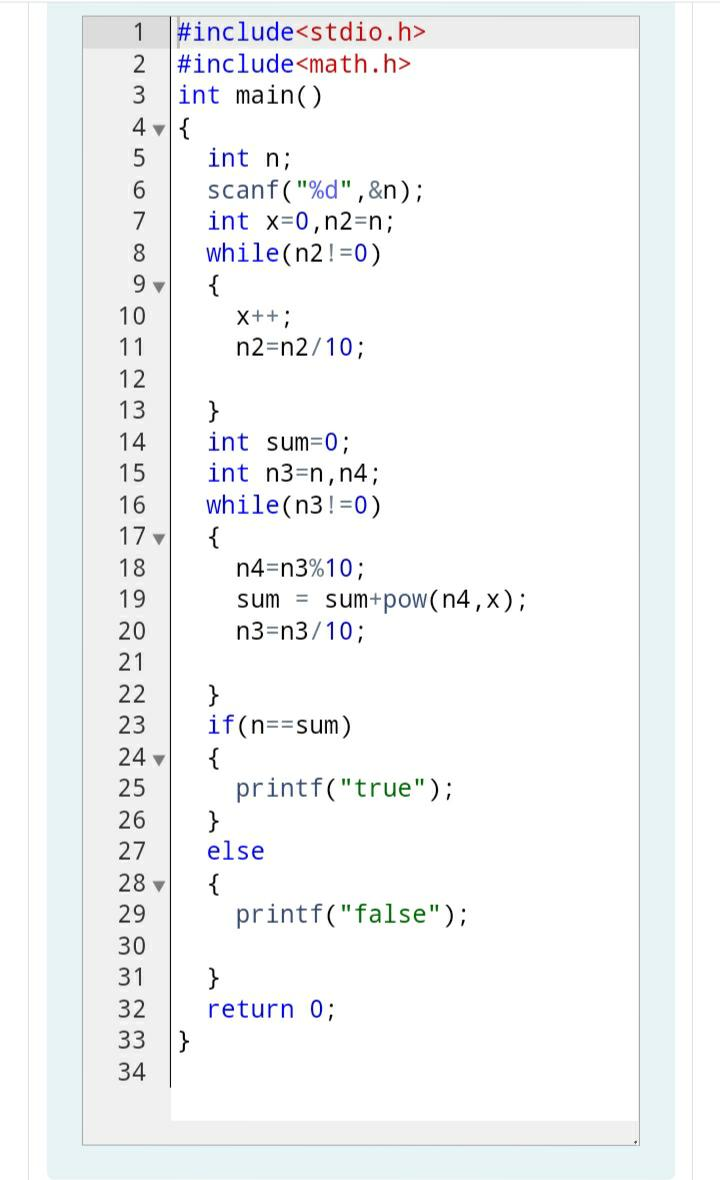 1 #include<stdio.h>
2 #include<math.h>
3 int main()
4 {
5 int n;
6 scanf("%d",&n);
7 int x=0,n2=n;
8 while(n2!=0)
9 {
10 x++;
11 n2=n2/10;
12
13 }
14 int sum=0;
15 int n3=n,n4;
16 while(n3!=0)
17 {
18 n4=n3%10;
19 sum = sum+pow(n4,x);
20 n3=n3/10;
21
22 }
23 if(n==sum)
24 {
25 printf("true");
26 }
27 else
28 {
29 printf("false");
30
31 }
32 return 0;
33 }
34